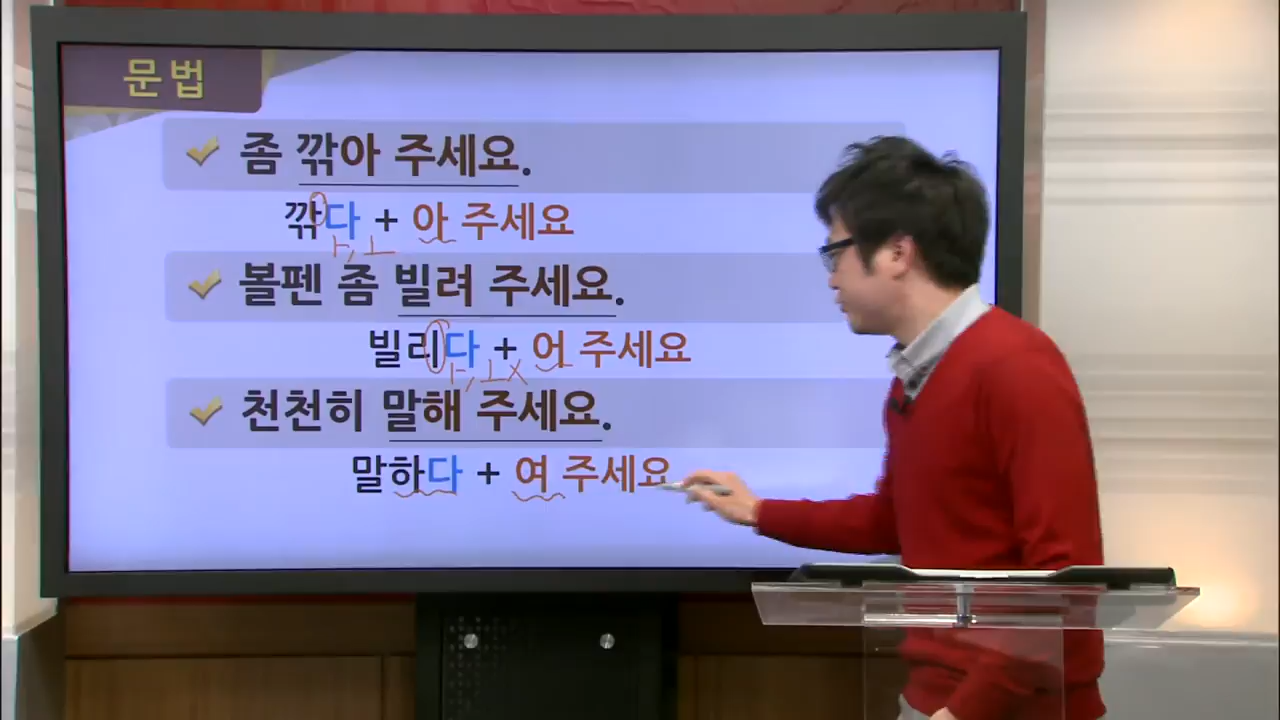 문법
좀 깎아 주세요.
깎다 + 아 주세요
ㅏ, ㅗ
볼펜 좀 빌려 주세요.
빌리다 + 어 주세요
ㅏ, ㅗ X
천천히 말해 주세요.
말하다 + 여 주세요